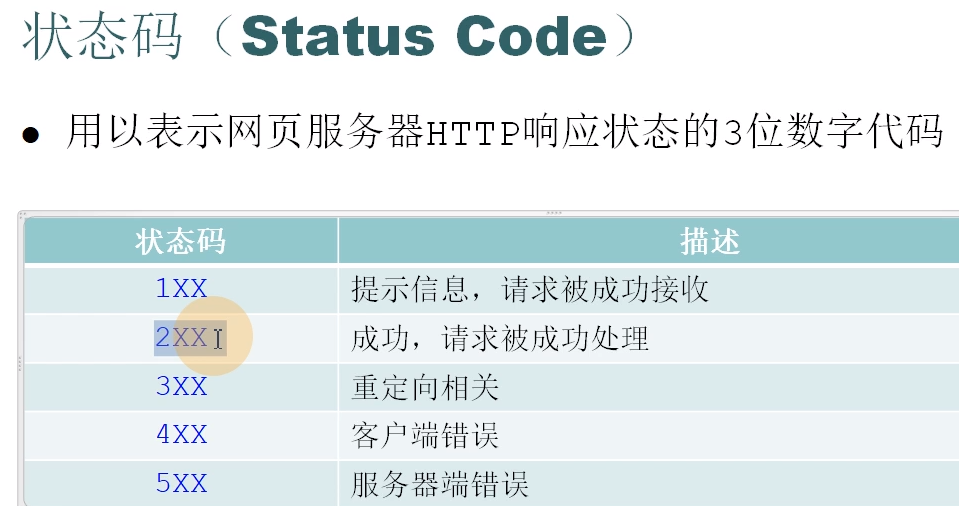 状态码（Status Code）
● 用以表示网页服务器HTTP响应状态的3位数字代码
状态码 描述
1XX 提示信息，请求被成功接收
2XX 成功，请求被成功处理
3XX 重定向相关
4XX 客户端错误
5XX 服务器端错误